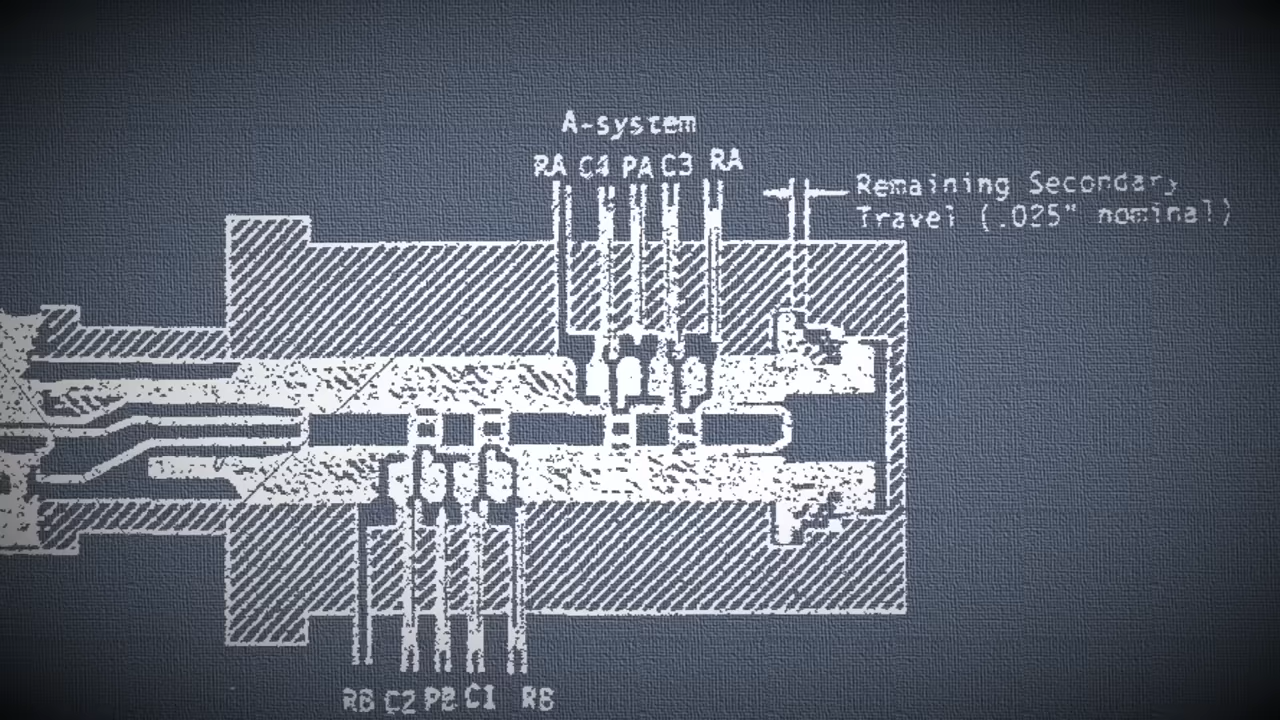 A-system
RA C4 PA C3 RA
Remaining Secondary
Travel (.025" nominal)
RB C2 PB C1 RB